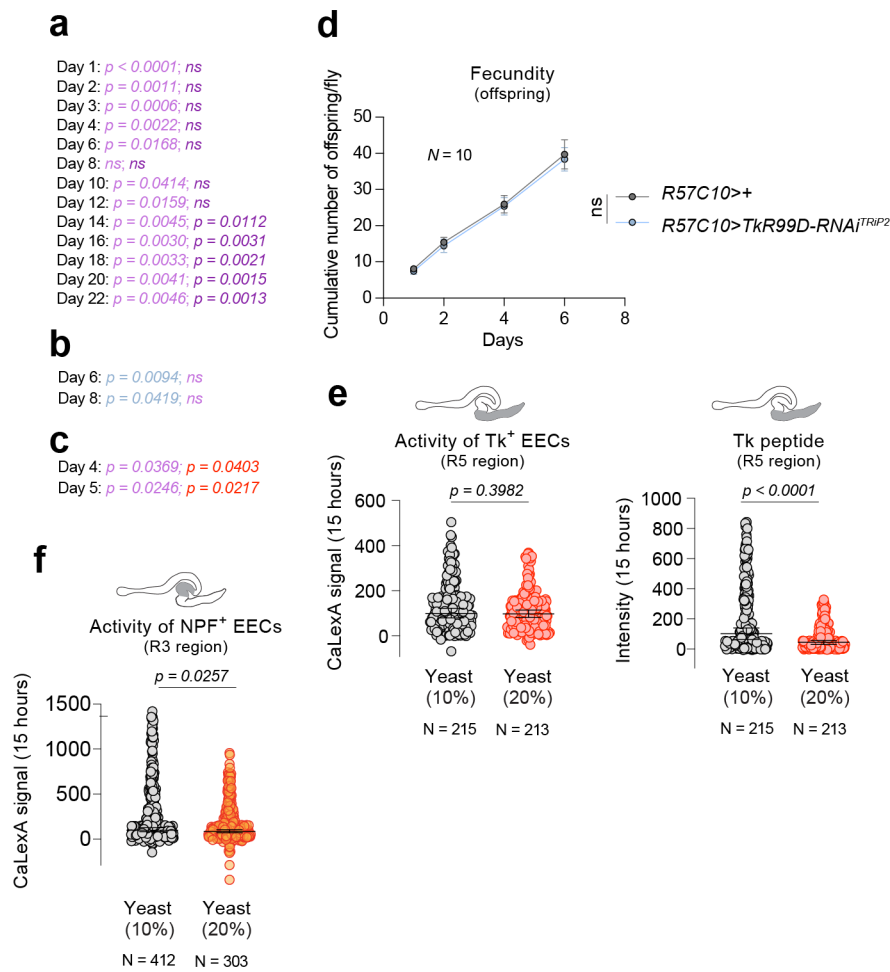 a
Day 1: p < 0.0001; ns
Day 2: p = 0.0011; ns
Day 3: p = 0.0006; ns
Day 4: p = 0.0022; ns
Day 6: p = 0.0168; ns
Day 8: ns; ns
Day 10: p = 0.0414; ns
Day 12: p = 0.0159; ns
Day 14: p = 0.0045; p = 0.0112
Day 16: p = 0.0030; p = 0.0031
Day 18: p = 0.0033; p = 0.0021
Day 20: p = 0.0041; p = 0.0015
Day 22: p = 0.0046; p = 0.0013
b
Day 6: p = 0.0094; ns
Day 8: p = 0.0419; ns
c
Day 4: p = 0.0369; p = 0.0403
Day 5: p = 0.0246; p = 0.0217
d
Fecundity
(offspring)
Cumulative number of offspring/fly
50
40
30
20
10
0
N = 10
0
2
4
6
8
Days
ns
R57C10>+
R57C10>TkR99D-RNAi^TRiP2
e
Activity of Tk+ EECs
(R5 region)
p = 0.3982
CaLexA signal (15 hours)
600
400
200
0
Yeast
(10%)
Yeast
(20%)
N = 215
N = 213
Tk peptide
(R5 region)
p < 0.0001
Intensity (15 hours)
1000
800
600
400
200
0
Yeast
(10%)
Yeast
(20%)
N = 215
N = 213
f
Activity of NPF+ EECs
(R3 region)
p = 0.0257
CaLexA signal (15 hours)
1500
1000
500
0
Yeast
(10%)
Yeast
(20%)
N = 412
N = 303